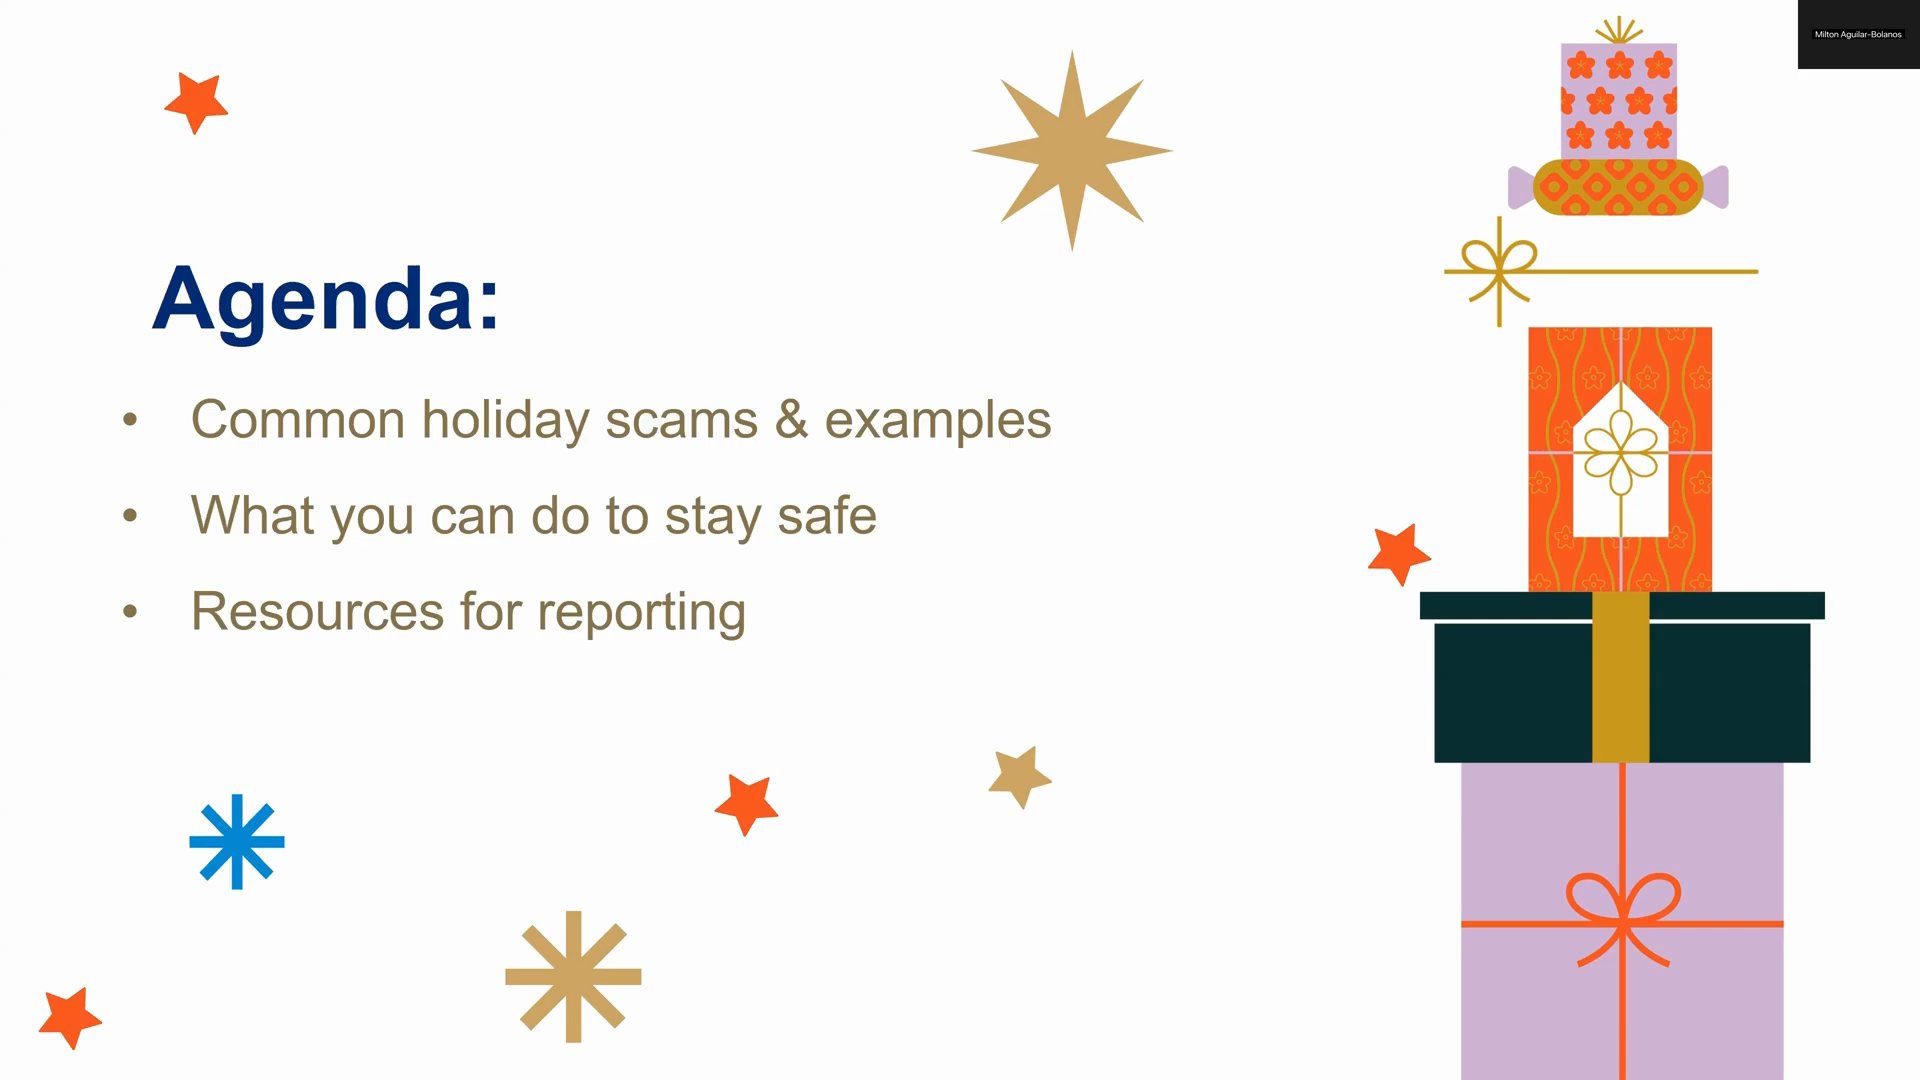 Milton Aguilar-Bolanos
Agenda:
• Common holiday scams & examples
• What you can do to stay safe
• Resources for reporting